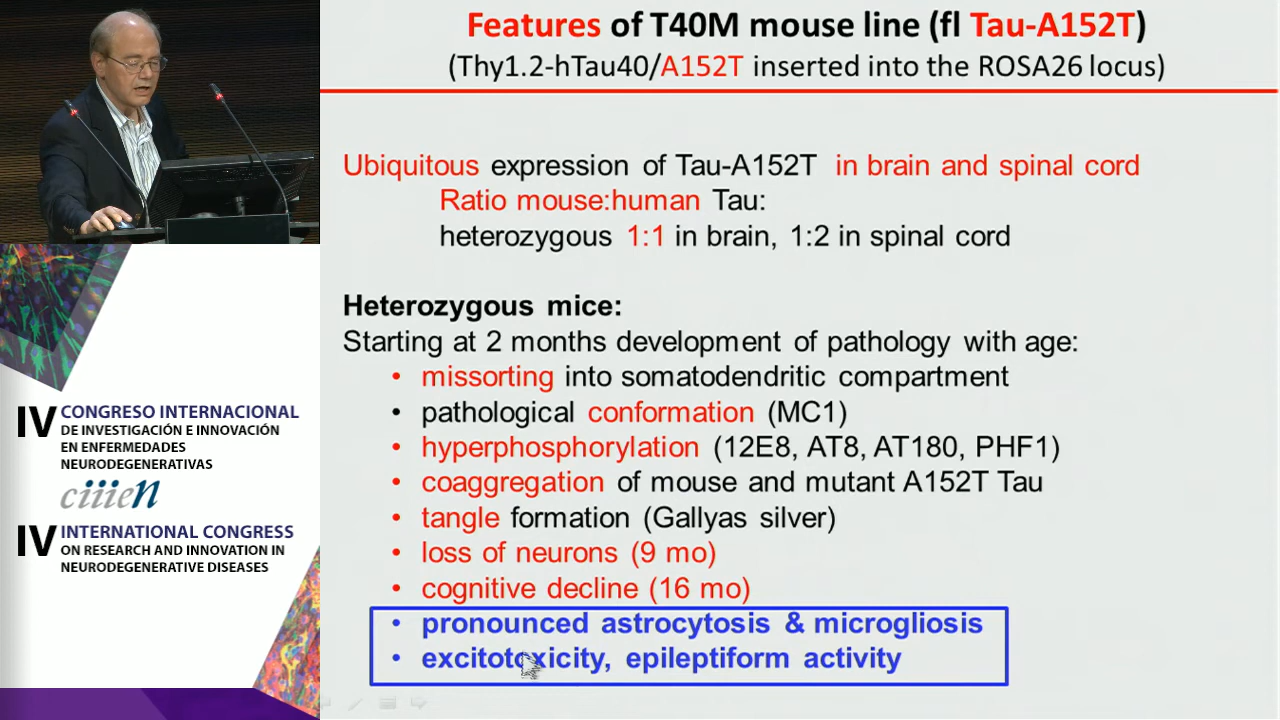 Features of T40M mouse line (fl Tau-A152T)
(Thy1.2-hTau40/A152T inserted into the ROSA26 locus)
Ubiquitous expression of Tau-A152T in brain and spinal cord
Ratio mouse:human Tau:
heterozygous 1:1 in brain, 1:2 in spinal cord
Heterozygous mice:
Starting at 2 months development of pathology with age:
• missorting into somatodendritic compartment
• pathological conformation (MC1)
• hyperphosphorylation (12E8, AT8, AT180, PHF1)
• coaggregation of mouse and mutant A152T Tau
• tangle formation (Gallyas silver)
• loss of neurons (9 mo)
• cognitive decline (16 mo)
• pronounced astrocytosis & microgliosis
• excitotoxicity, epileptiform activity
IV CONGRESO INTERNACIONAL
DE INVESTIGACIÓN E INNOVACIÓN
EN ENFERMEDADES
NEURODEGENERATIVAS
ciiien
IV INTERNATIONAL CONGRESS
ON RESEARCH AND INNOVATION IN
NEURODEGENERATIVE DISEASES